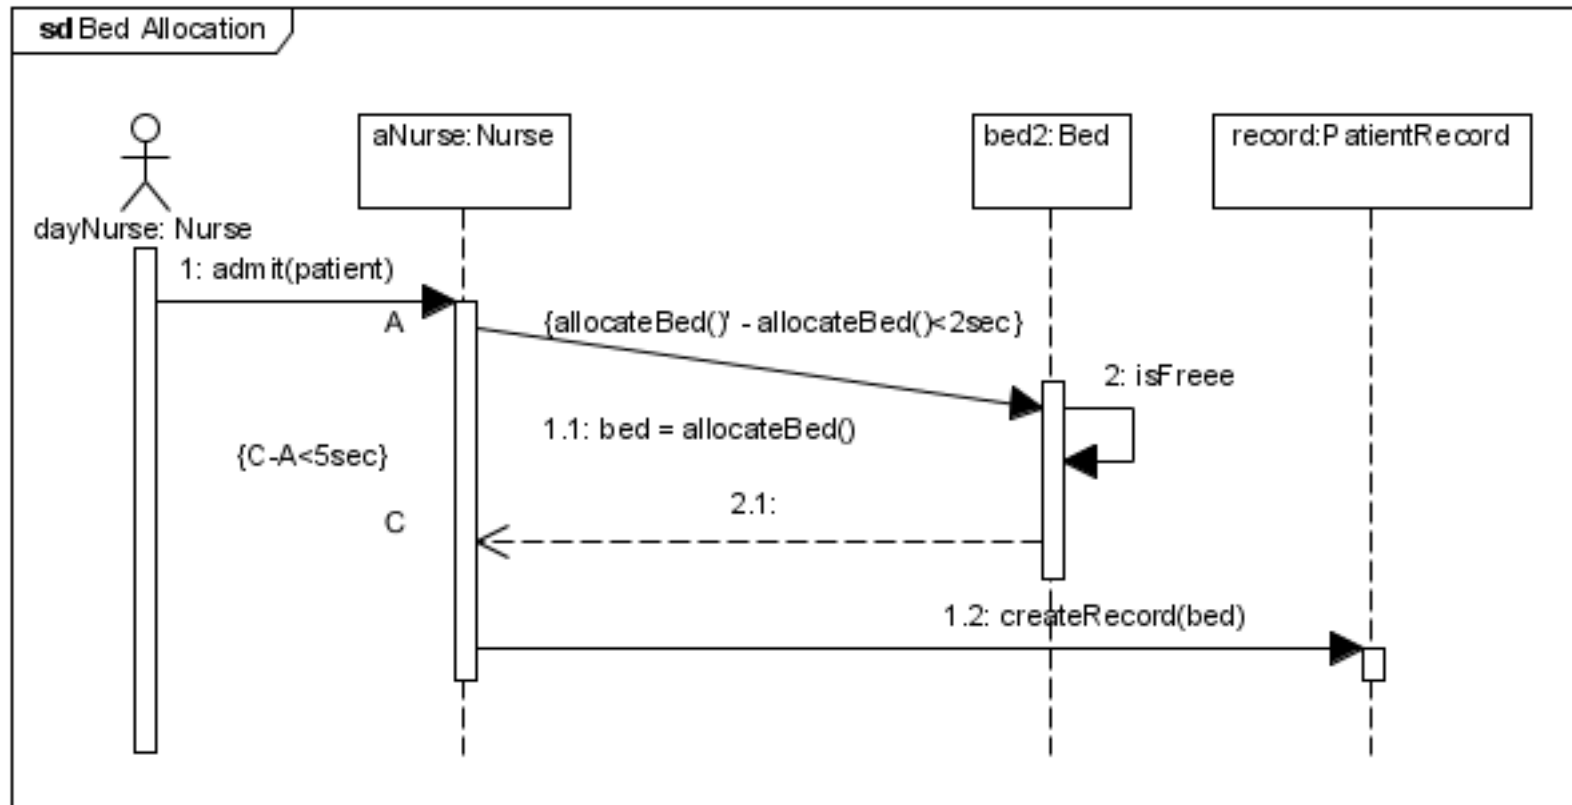 sd Bed Allocation
aNurse:Nurse
bed2:Bed
record:PatientRecord
dayNurse: Nurse
1: admit(patient)
A
{allocateBed()' - allocateBed()<2sec}
2: isFreee
1.1: bed = allocateBed()
{C-A<5sec}
2.1:
C
1.2: createRecord(bed)